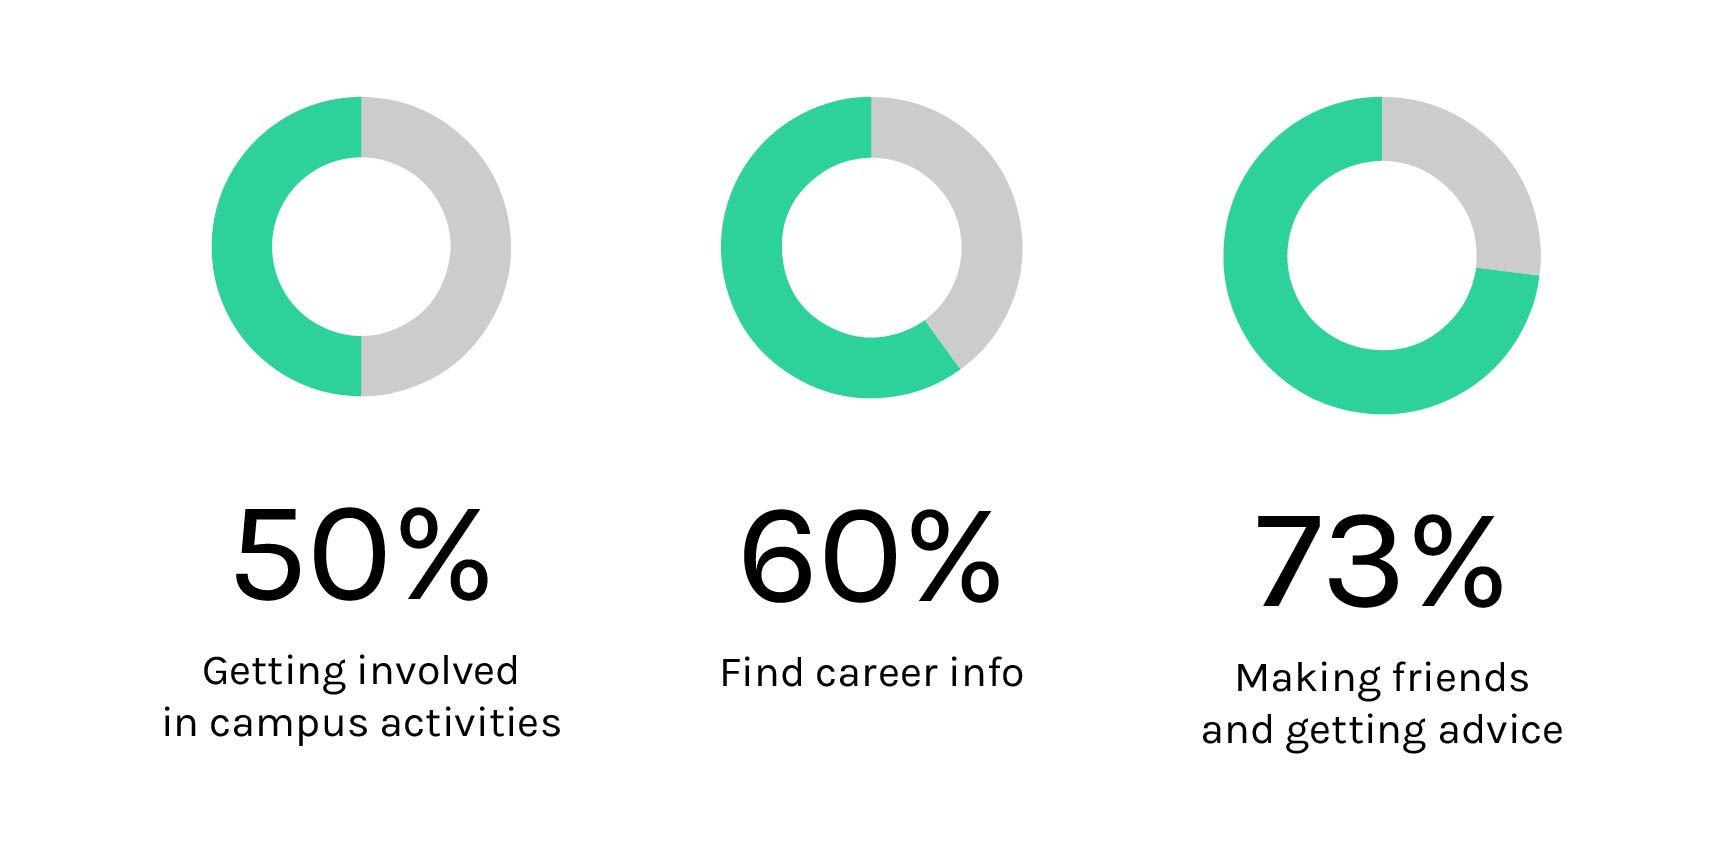 50%
Getting involved
in campus activities
60%
Find career info
73%
Making friends
and getting advice